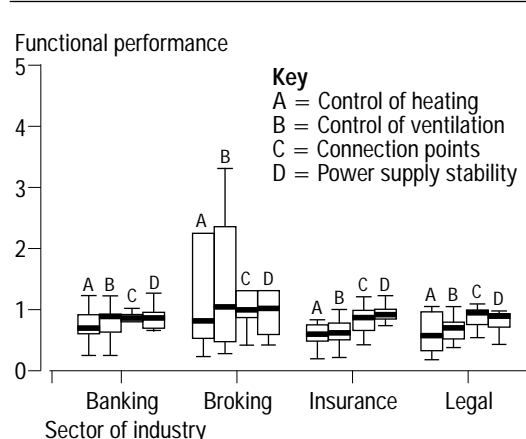 Functional performance
5
Key
A = Control of heating
B = Control of ventilation
C = Connection points
D = Power supply stability
4
B
3
A
2
C D
A B C D
A B C D
A B C D
1
0
Banking Broking Insurance Legal
Sector of industry